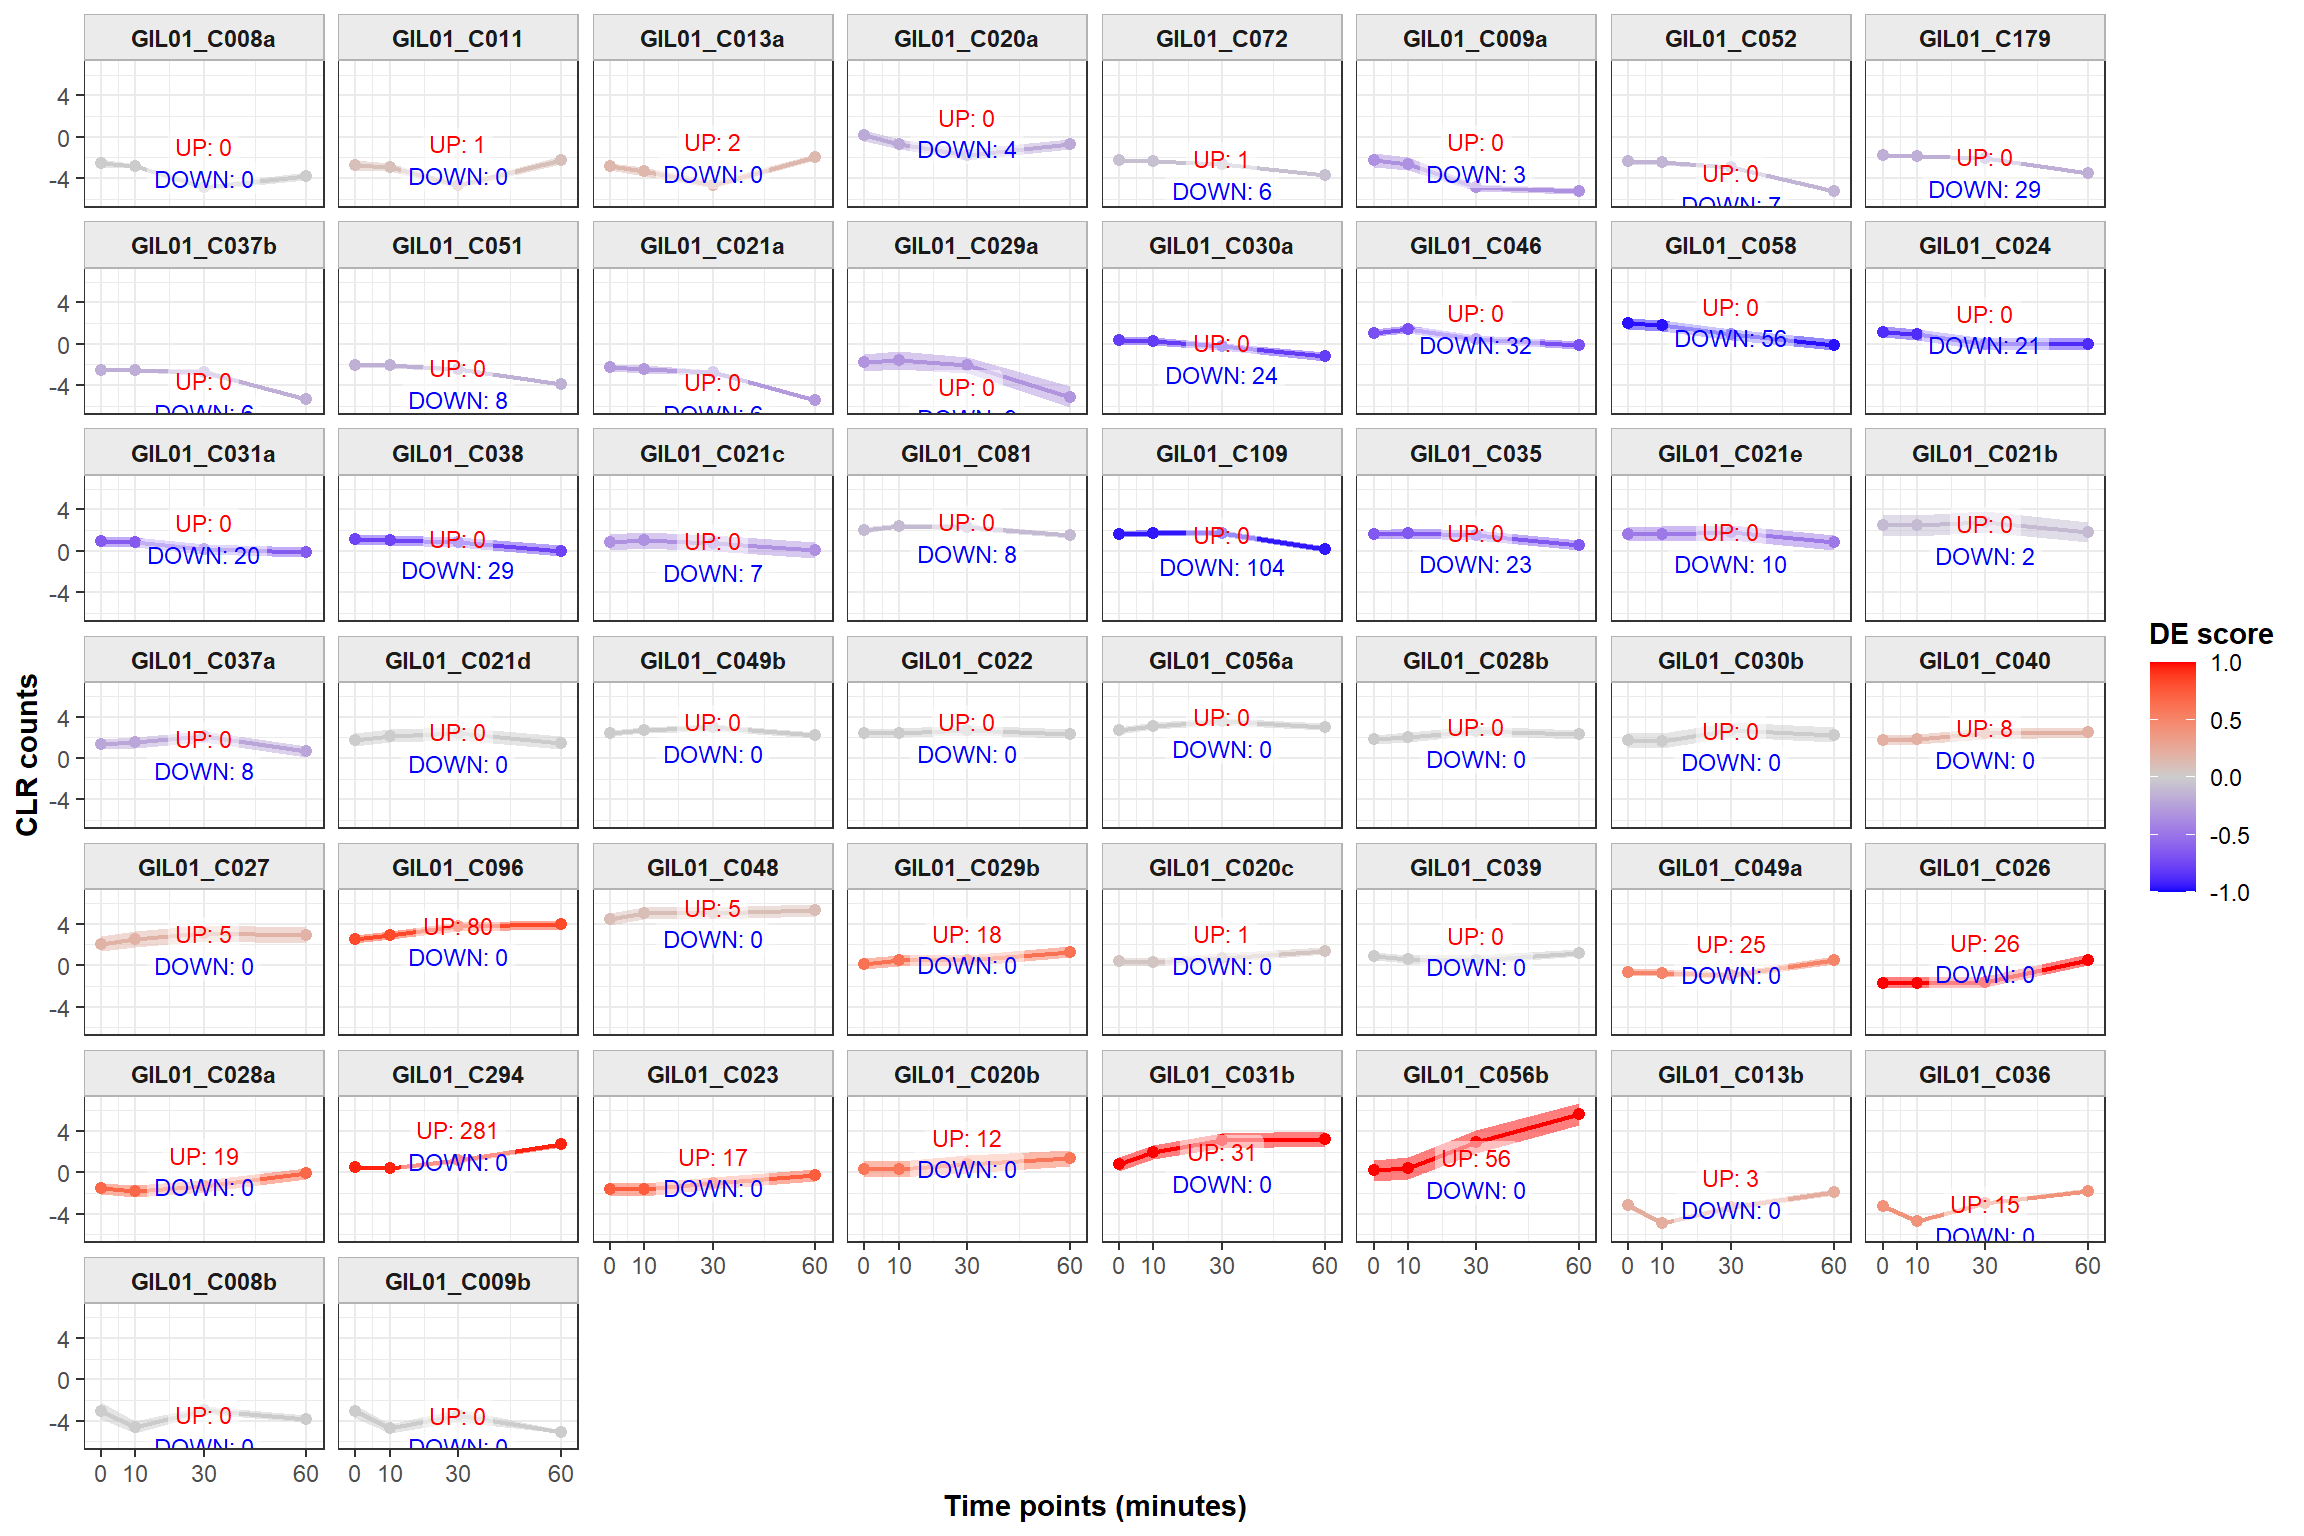 GIL01_C008a GIL01_C011 GIL01_C013a GIL01_C020a GIL01_C072 GIL01_C009a GIL01_C052 GIL01_C179
4
0
-4
UP: 0 UP: 1 UP: 2 UP: 0 UP: 1 UP: 0 UP: 0 UP: 0
DOWN: 0 DOWN: 0 DOWN: 0 DOWN: 4 DOWN: 6 DOWN: 3 DOWN: 7 DOWN: 29
GIL01_C037b GIL01_C051 GIL01_C021a GIL01_C029a GIL01_C030a GIL01_C046 GIL01_C058 GIL01_C024
4
0
-4
UP: 0 UP: 0 UP: 0 UP: 0 UP: 0 UP: 0 UP: 0 UP: 0
DOWN: 6 DOWN: 8 DOWN: 6 DOWN: DOWN: 24 DOWN: 32 DOWN: 56 DOWN: 21
GIL01_C031a GIL01_C038 GIL01_C021c GIL01_C081 GIL01_C109 GIL01_C035 GIL01_C021e GIL01_C021b
4
0
-4
UP: 0 UP: 0 UP: 0 UP: 0 UP: 0 UP: 0 UP: 0 UP: 0
DOWN: 20 DOWN: 29 DOWN: 7 DOWN: 8 DOWN: 104 DOWN: 23 DOWN: 10 DOWN: 2
GIL01_C037a GIL01_C021d GIL01_C049b GIL01_C022 GIL01_C056a GIL01_C028b GIL01_C030b GIL01_C040
4
0
-4
UP: 0 UP: 0 UP: 0 UP: 0 UP: 0 UP: 0 UP: 0 UP: 8
DOWN: 8 DOWN: 0 DOWN: 0 DOWN: 0 DOWN: 0 DOWN: 0 DOWN: 0 DOWN: 0
GIL01_C027 GIL01_C096 GIL01_C048 GIL01_C029b GIL01_C020c GIL01_C039 GIL01_C049a GIL01_C026
4
0
-4
UP: 5 UP: 80 UP: 5 UP: 18 UP: 1 UP: 0 UP: 25 UP: 26
DOWN: 0 DOWN: 0 DOWN: 0 DOWN: 0 DOWN: 0 DOWN: 0 DOWN: 0 DOWN: 0
GIL01_C028a GIL01_C294 GIL01_C023 GIL01_C020b GIL01_C031b GIL01_C056b GIL01_C013b GIL01_C036
4
0
-4
UP: 19 UP: 281 UP: 17 UP: 12 UP: 31 UP: 56 UP: 3 UP: 15
DOWN: 0 DOWN: 0 DOWN: 0 DOWN: 0 DOWN: 0 DOWN: 0 DOWN: 0 DOWN: 0
0 10 30 60 0 10 30 60 0 10 30 60 0 10 30 60 0 10 30 60 0 10 30 60
GIL01_C008b GIL01_C009b
4
0
-4
UP: 0 UP: 0
DOWN: 0 DOWN: 0
0 10 30 60 0 10 30 60
Time points (minutes)
CLR counts
DE score
1.0
0.5
0.0
-0.5
-1.0